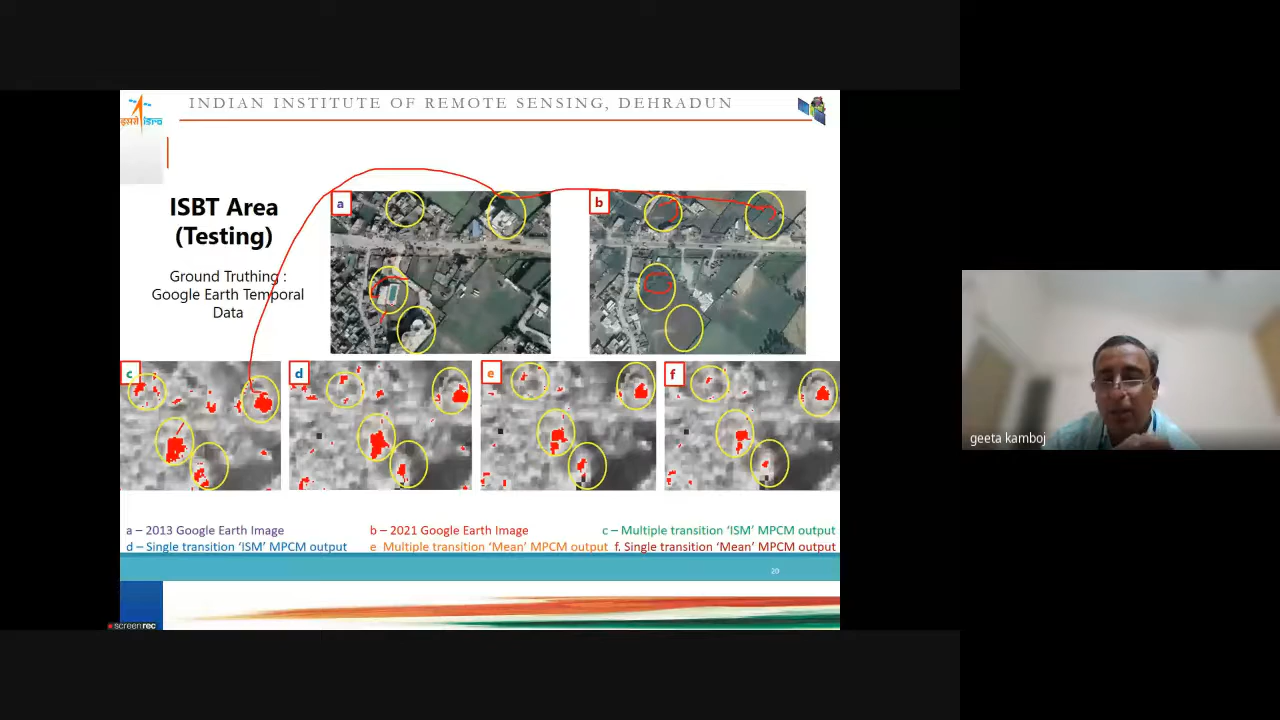 INDIAN INSTITUTE OF REMOTE SENSING, DEHRADUN
इसरो isro
ISBT Area
(Testing)
Ground Truthing :
Google Earth Temporal
Data
a
b
c
d
e
f
geeta kamboj
a – 2013 Google Earth Image
b – 2021 Google Earth Image
c – Multiple transition ‘ISM’ MPCM output
d – Single transition ‘ISM’ MPCM output
e Multiple transition ‘Mean’ MPCM output
f. Single transition ‘Mean’ MPCM output
20
screenrec